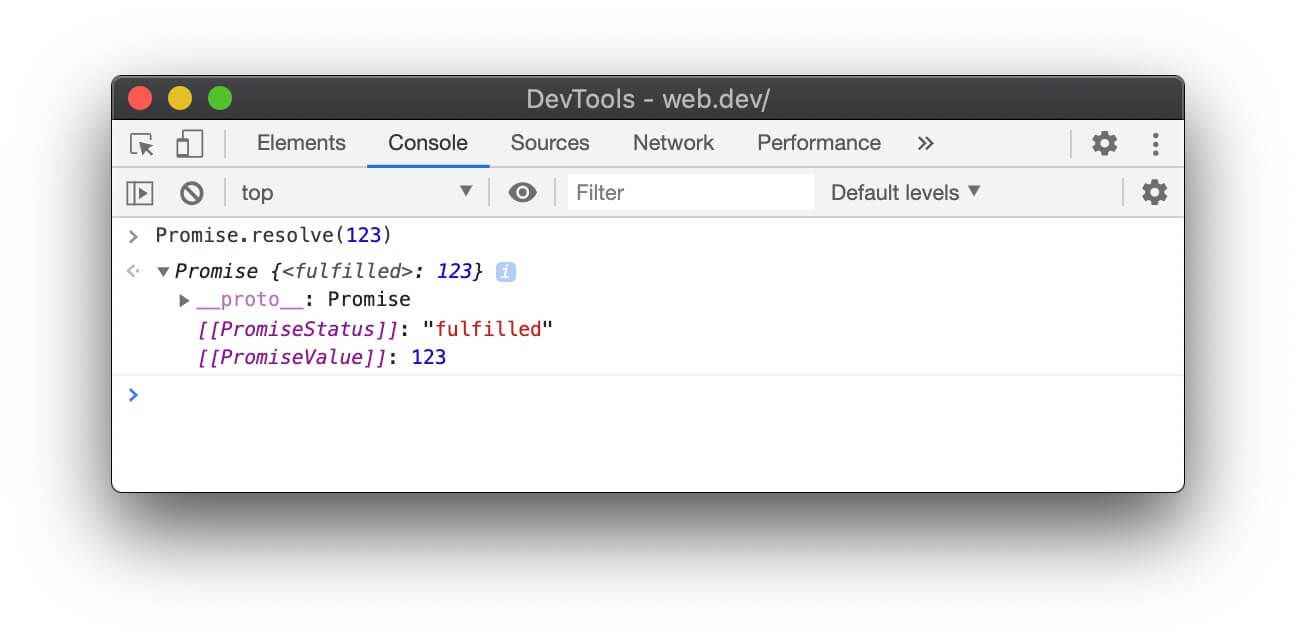 DevTools - web.dev/
Elements Console Sources Network Performance »
top Filter Default levels
> Promise.resolve(123)
Promise {<fulfilled>: 123} i
__proto__: Promise
[[PromiseStatus]]: "fulfilled"
[[PromiseValue]]: 123
>